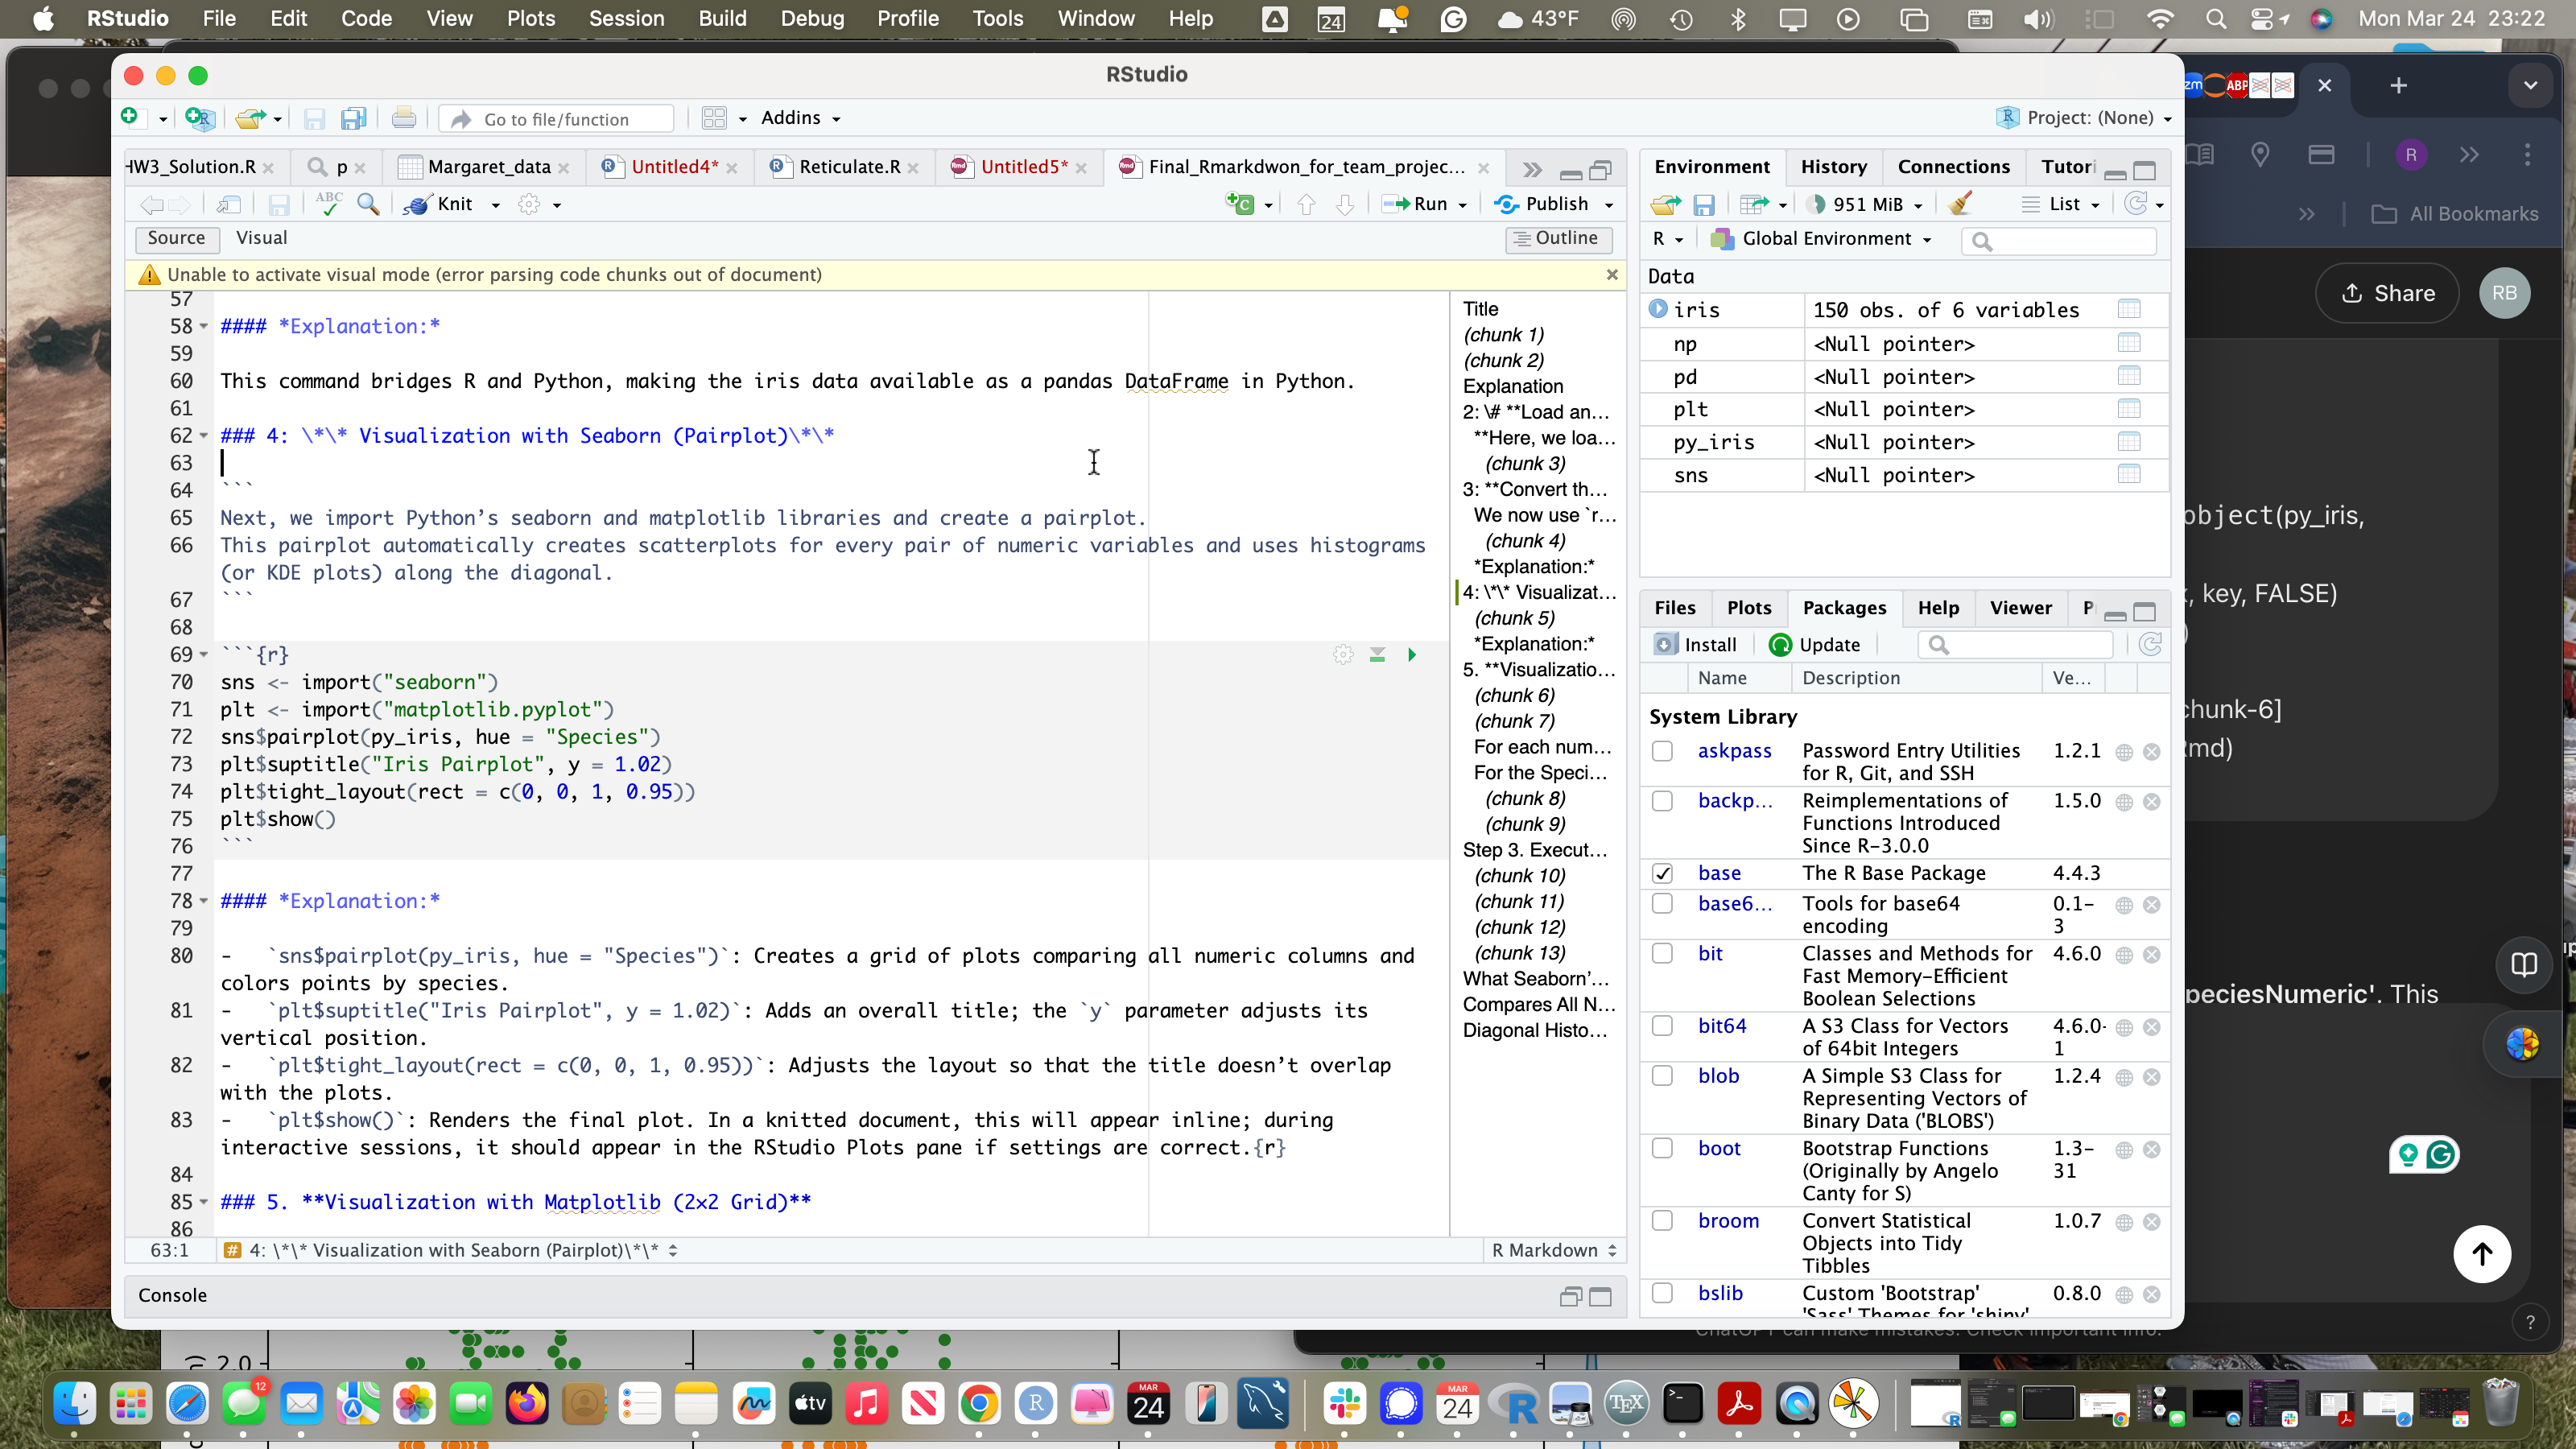 RStudio File Edit Code View Plots Session Build Debug Profile Tools Window Help 24 43°F Mon Mar 24 23:22
RStudio
Go to file/function Addins Project: (None)
HW3_Solution.R p Margaret_data Untitled4* Reticulate.R Untitled5* Final_Rmarkdwon_for_team_projec...
ABC Knit Run Publish
Source Visual Outline
Unable to activate visual mode (error parsing code chunks out of document)
57
58 #### *Explanation:*
59
60 This command bridges R and Python, making the iris data available as a pandas DataFrame in Python.
61
62 ### 4: \*\* Visualization with Seaborn (Pairplot)\*\*
63
64 ```
65 Next, we import Python’s seaborn and matplotlib libraries and create a pairplot.
66 This pairplot automatically creates scatterplots for every pair of numeric variables and uses histograms
(or KDE plots) along the diagonal.
67 ```
68
69 ```{r}
70 sns <- import("seaborn")
71 plt <- import("matplotlib.pyplot")
72 sns$pairplot(py_iris, hue = "Species")
73 plt$suptitle("Iris Pairplot", y = 1.02)
74 plt$tight_layout(rect = c(0, 0, 1, 0.95))
75 plt$show()
76 ```
77
78 #### *Explanation:*
79
80 - `sns$pairplot(py_iris, hue = "Species")`: Creates a grid of plots comparing all numeric columns and
colors points by species.
81 - `plt$suptitle("Iris Pairplot", y = 1.02)`: Adds an overall title; the `y` parameter adjusts its
vertical position.
82 - `plt$tight_layout(rect = c(0, 0, 1, 0.95))`: Adjusts the layout so that the title doesn’t overlap
with the plots.
83 - `plt$show()`: Renders the final plot. In a knitted document, this will appear inline; during
interactive sessions, it should appear in the RStudio Plots pane if settings are correct.{r}
84
85 ### 5. **Visualization with Matplotlib (2x2 Grid)**
86
63:1 # 4: \*\* Visualization with Seaborn (Pairplot)\*\* R Markdown
Console
Title
(chunk 1)
(chunk 2)
Explanation
2: \# **Load an...
**Here, we loa...
(chunk 3)
3: **Convert th...
We now use `r...
(chunk 4)
*Explanation:*
4: \*\* Visualizat...
(chunk 5)
*Explanation:*
5. **Visualizatio...
(chunk 6)
(chunk 7)
For each num...
For the Speci...
(chunk 8)
(chunk 9)
Step 3. Execut...
(chunk 10)
(chunk 11)
(chunk 12)
(chunk 13)
What Seaborn’...
Compares All N...
Diagonal Histo...
Environment History Connections Tutori
951 MiB List
R Global Environment
Data
iris 150 obs. of 6 variables
np <Null pointer>
pd <Null pointer>
plt <Null pointer>
py_iris <Null pointer>
sns <Null pointer>
Files Plots Packages Help Viewer P
Install Update
Name Description Ve...
System Library
askpass Password Entry Utilities 1.2.1
for R, Git, and SSH
backp... Reimplementations of 1.5.0
Functions Introduced
Since R-3.0.0
base The R Base Package 4.4.3
base6... Tools for base64 0.1-
encoding 3
bit Classes and Methods for 4.6.0
Fast Memory-Efficient
Boolean Selections
bit64 A S3 Class for Vectors 4.6.0-
of 64bit Integers 1
blob A Simple S3 Class for 1.2.4
Representing Vectors of
Binary Data ('BLOBS')
boot Bootstrap Functions 1.3-
(Originally by Angelo 31
Canty for S)
broom Convert Statistical 1.0.7
Objects into Tidy
Tibbles
bslib Custom 'Bootstrap' 0.8.0
'Sass' Themes for 'shiny'
zm ABP
R
All Bookmarks
Share RB
object(py_iris,
, key, FALSE)
)
chunk-6]
md)
peciesNumeric'. This
?
ChatGPT can make mistakes. Check important info.
2.0
12 tv MAR 24 R MAR 24 R TEX